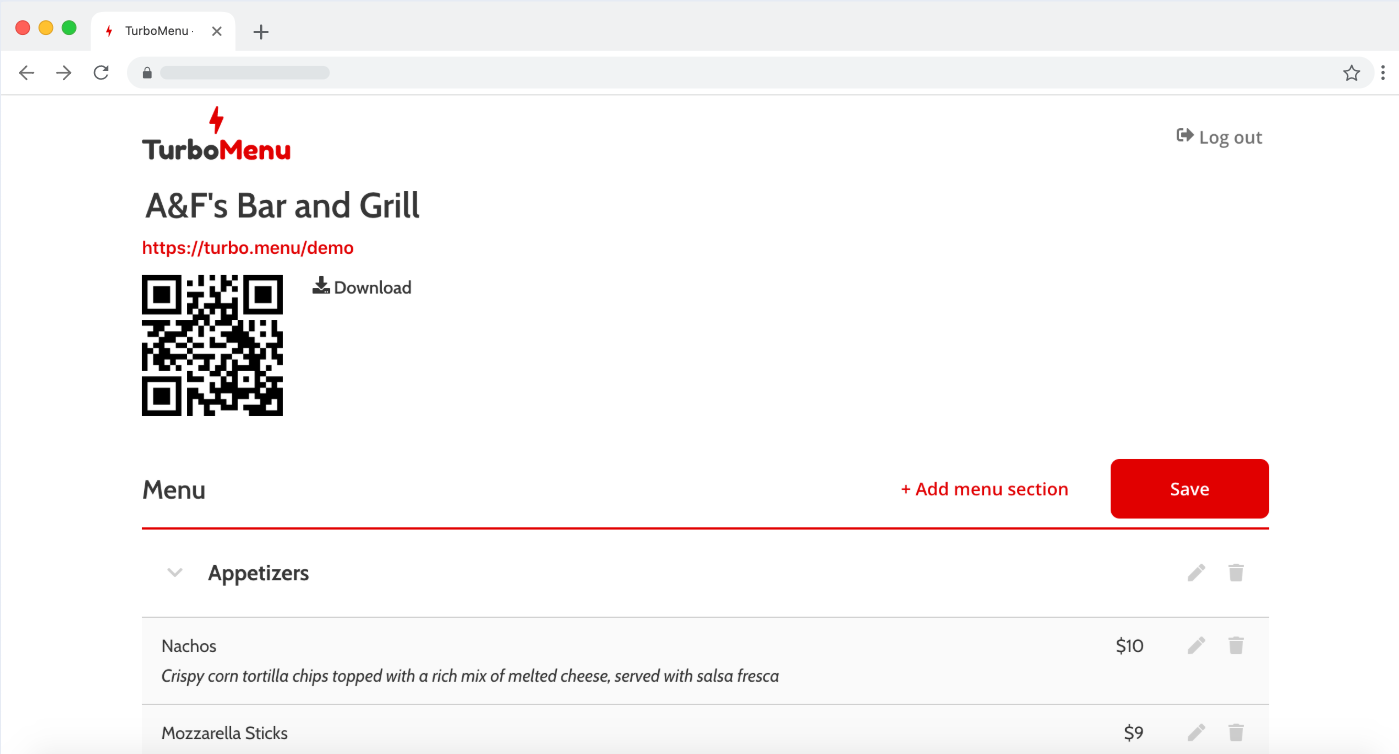 TurboMenu ·
TurboMenu
Log out
A&F's Bar and Grill
https://turbo.menu/demo
Download
Menu
+ Add menu section
Save
Appetizers
Nachos
$10
Crispy corn tortilla chips topped with a rich mix of melted cheese, served with salsa fresca
Mozzarella Sticks
$9